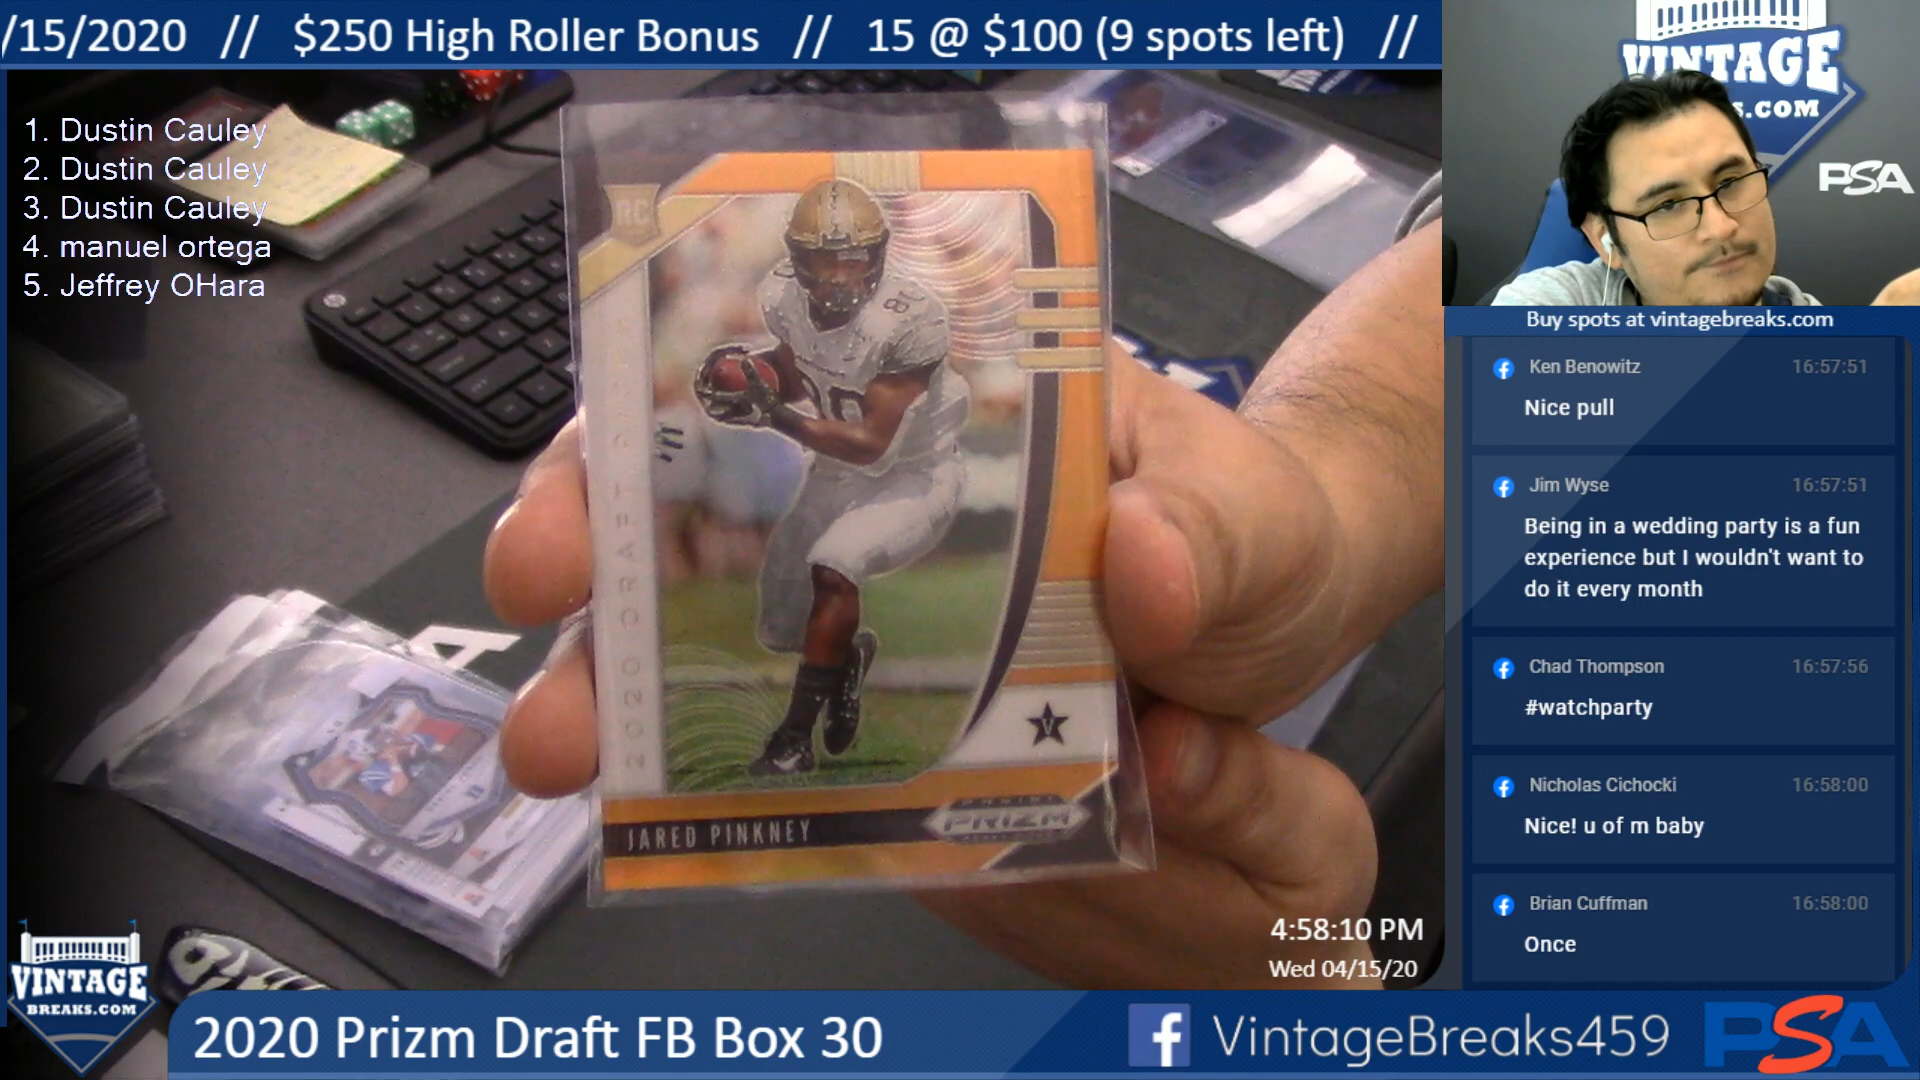 /15/2020 // $250 High Roller Bonus // 15 @ $100 (9 spots left) //
1. Dustin Cauley
2. Dustin Cauley
3. Dustin Cauley
4. manuel ortega
5. Jeffrey OHara
RC
81
80
2020 DRAFT PICKS
V
JARED PINKNEY
PANINI
PRIZM
VINTAGE
S.COM
PSA
Buy spots at vintagebreaks.com
Ken Benowitz 16:57:51
Nice pull
Jim Wyse 16:57:51
Being in a wedding party is a fun
experience but I wouldn't want to
do it every month
Chad Thompson 16:57:56
#watchparty
Nicholas Cichocki 16:58:00
Nice! u of m baby
Brian Cuffman 16:58:00
Once
4:58:10 PM
Wed 04/15/20
VINTAGE
BREAKS.COM
2020 Prizm Draft FB Box 30
VintageBreaks459
PSA